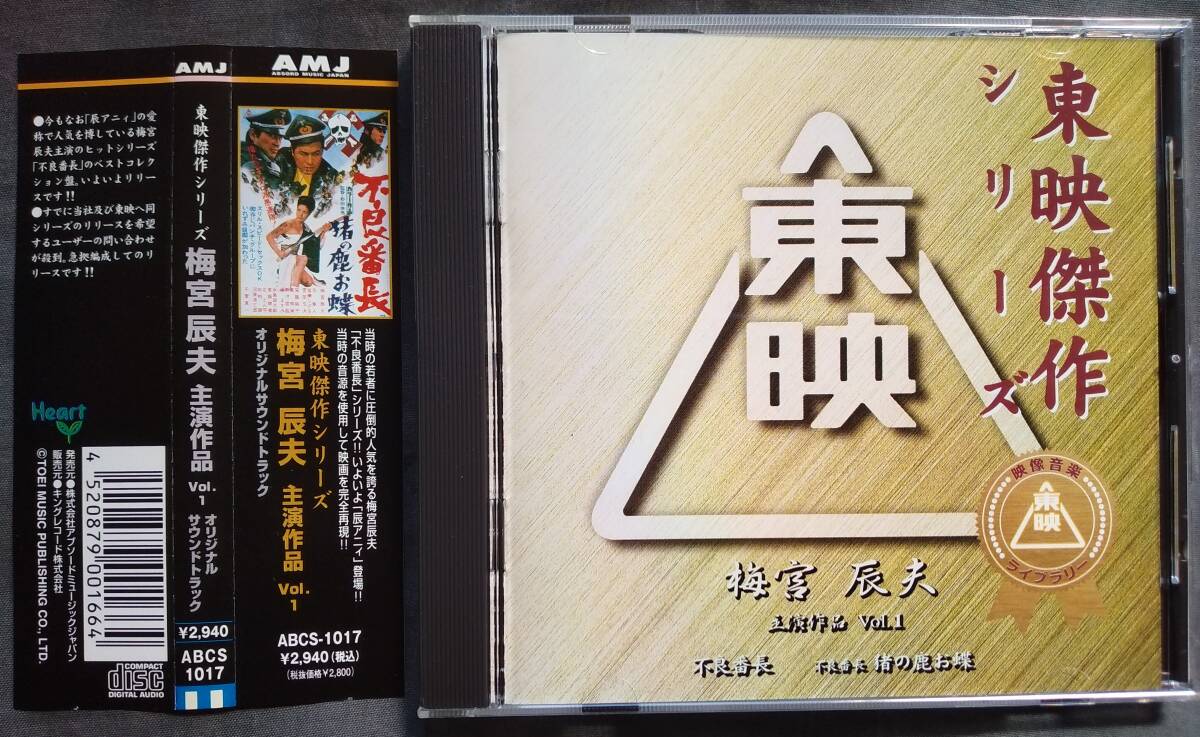 AMJ
●今もなお「辰アニィ」の愛
称で人気を博している梅宮
辰夫主演のヒットシリーズ
「不良番長」のベストコレク
ション盤。いよいよリリー
スです!!
●すでに当社及び東映へ同
シリーズのリリースを希望
するユーザーの問い合わせ
が殺到。急拠編成してのリ
リースです!!
Heart
発売元●株式会社アブソードミュージックジャパン
販売元●キングレコード株式会社
©TOEI MUSIC PUBLISHING CO., LTD.
4 520879 001664
COMPACT
disc
DIGITAL AUDIO
東映傑作シリーズ
梅宮 辰夫 主演作品 Vol.1
オリジナル
サウンドトラック
¥2,940
ABCS
1017
AMJ
ABSORD MUSIC JAPAN
不良番長
猪の鹿お蝶
当時の若者に圧倒的人気を誇る梅宮辰夫
「不良番長」シリーズ!!いよいよ「辰アニィ」登場!!
当時の音源を使用して映画を完全再現!!
東映傑作シリーズ
梅宮 辰夫 主演作品 Vol.1
オリジナルサウンドトラック
ABCS-1017
¥2,940(税込)
(税抜価格¥2,800)
東映傑作
シリーズ
東映
映像音楽
東映
ライブラリー
梅宮 辰夫
主演作品 Vol.1
不良番長 不良番長 猪の鹿お蝶